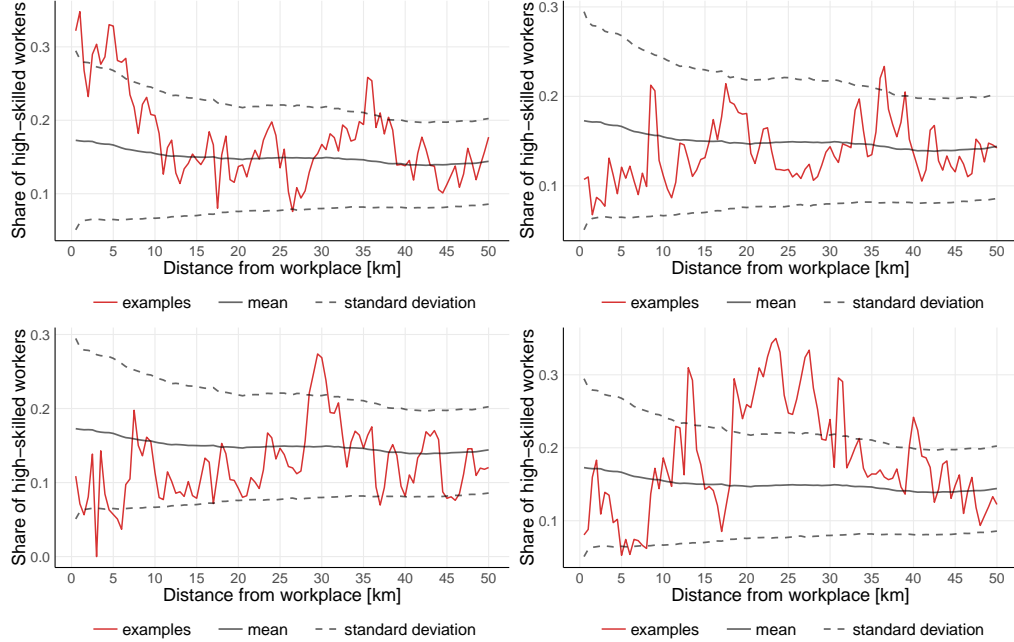 Share of high−skilled workers
0.3
0.2
0.1
0 5 10 15 20 25 30 35 40 45 50
Distance from workplace [km]
examples mean standard deviation
Share of high−skilled workers
0.3
0.2
0.1
0 5 10 15 20 25 30 35 40 45 50
Distance from workplace [km]
examples mean standard deviation
Share of high−skilled workers
0.3
0.2
0.1
0.0
0 5 10 15 20 25 30 35 40 45 50
Distance from workplace [km]
examples mean standard deviation
Share of high−skilled workers
0.3
0.2
0.1
0 5 10 15 20 25 30 35 40 45 50
Distance from workplace [km]
examples mean standard deviation